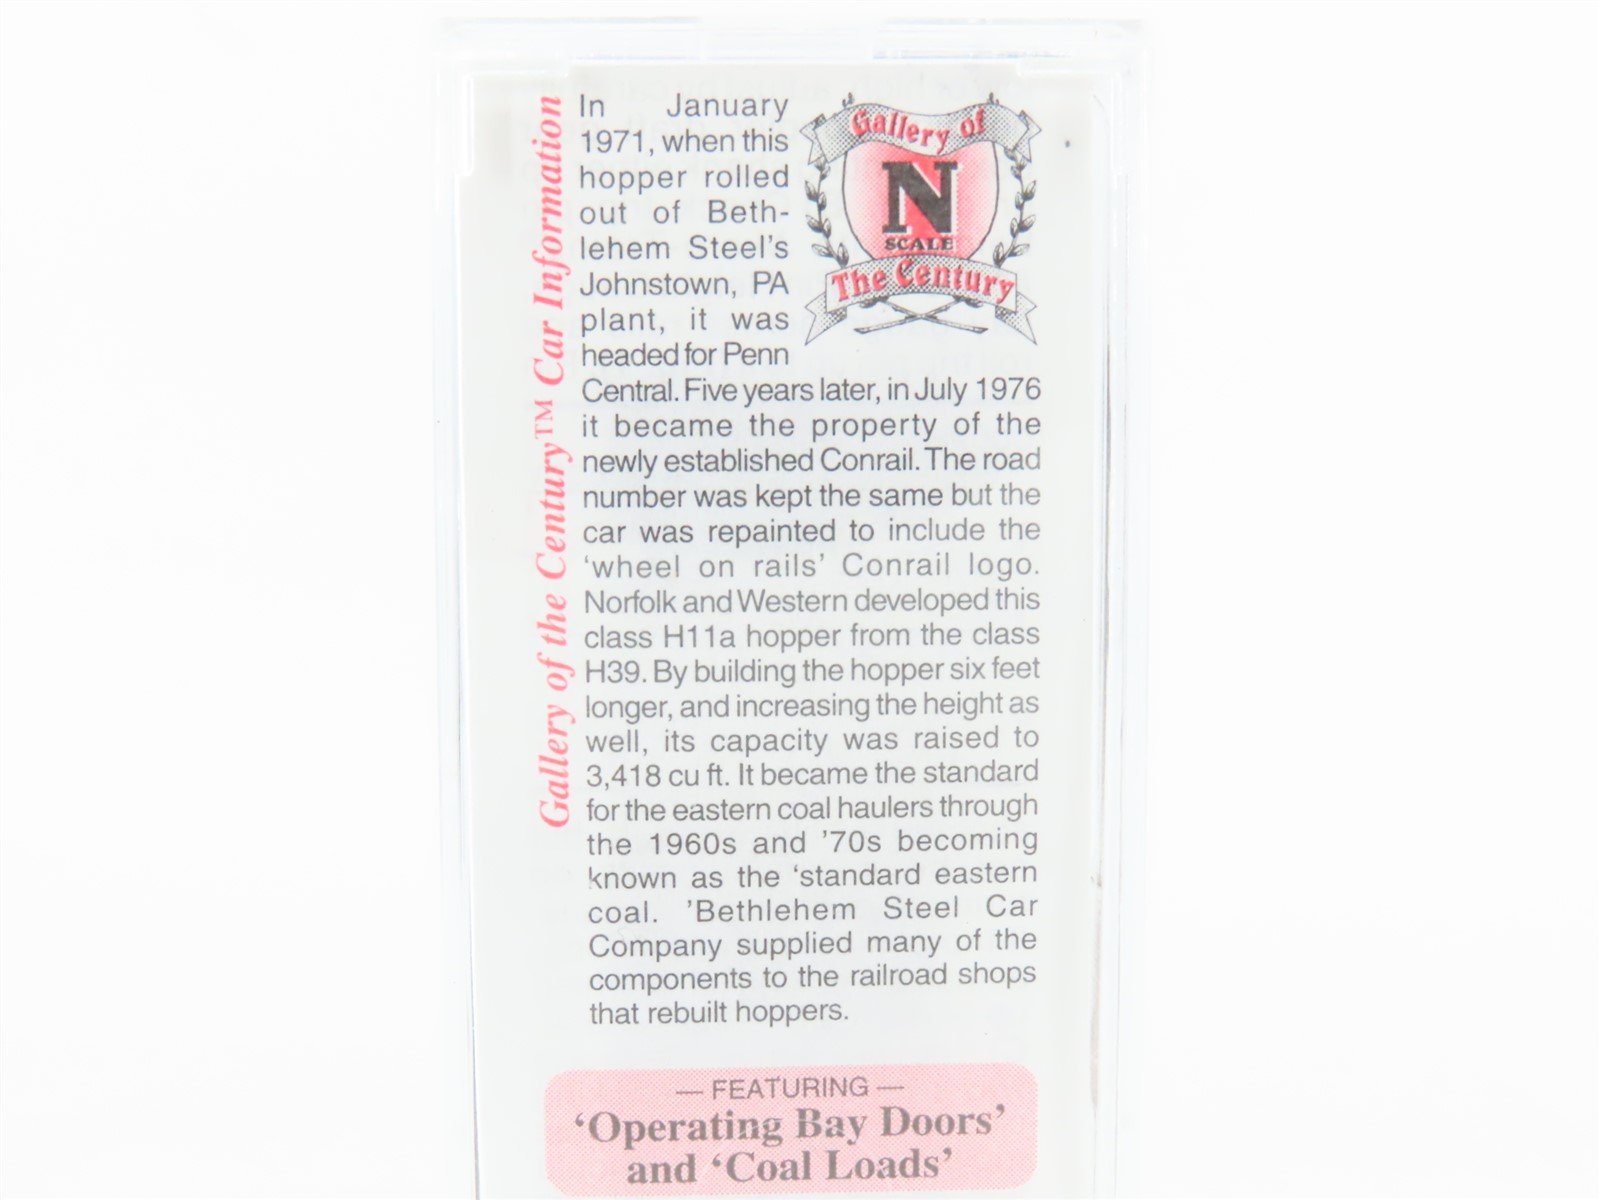 Gallery of the Century™ Car Information
Gallery of
N
SCALE
The Century
In January
1971, when this
hopper rolled
out of Beth-
lehem Steel's
Johnstown, PA
plant, it was
headed for Penn
Central. Five years later, in July 1976
it became the property of the
newly established Conrail. The road
number was kept the same but the
car was repainted to include the
‘wheel on rails’ Conrail logo.
Norfolk and Western developed this
class H11a hopper from the class
H39. By building the hopper six feet
longer, and increasing the height as
well, its capacity was raised to
3,418 cu ft. It became the standard
for the eastern coal haulers through
the 1960s and ’70s becoming
known as the ‘standard eastern
coal. ’Bethlehem Steel Car
Company supplied many of the
components to the railroad shops
that rebuilt hoppers.
— FEATURING —
‘Operating Bay Doors’
and ‘Coal Loads’